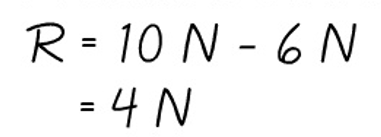 R = 10 N - 6 N
= 4 N